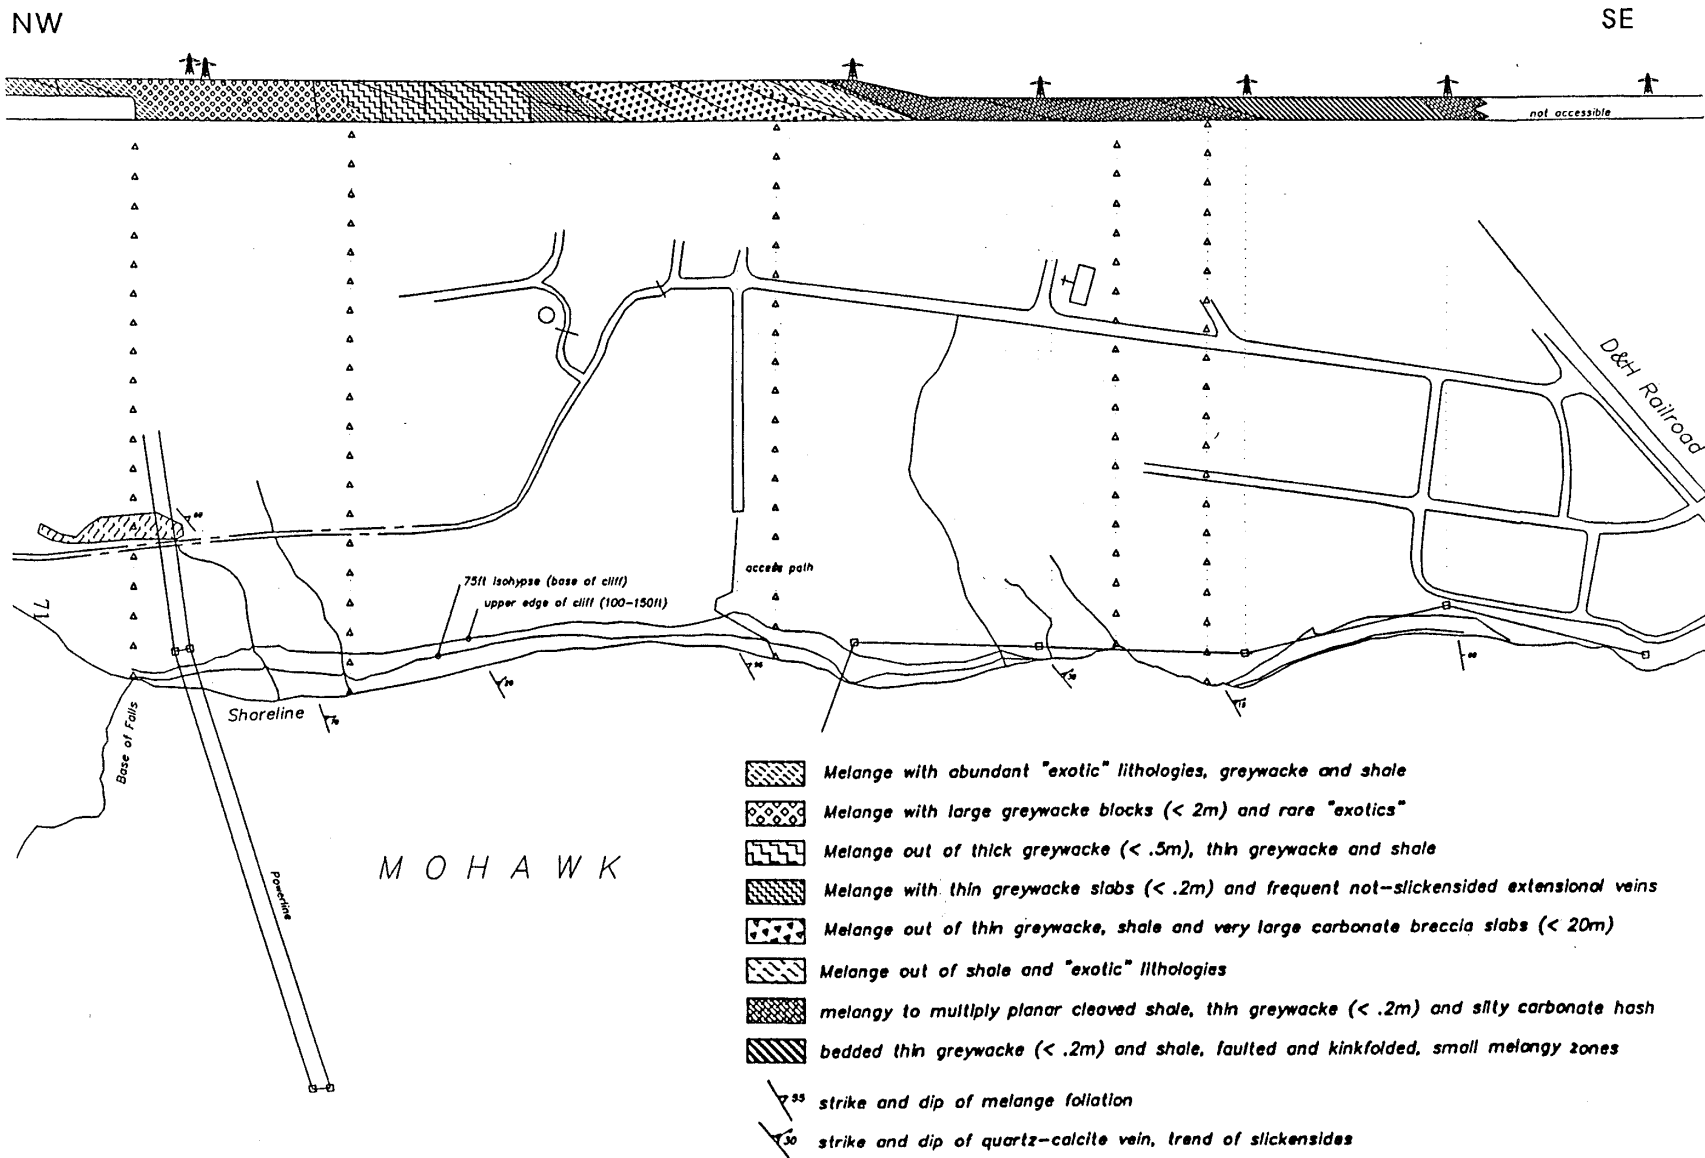 NW
SE
not accessible
D&H Railroad
75ft isohypse (base of cliff)
upper edge of cliff (100-150ft)
access path
71
60
Base of Falls
Shoreline
Powerline
MOHAWK
Melange with abundant "exotic" lithologies, greywacke and shale
Melange with large greywacke blocks (< 2m) and rare "exotics"
Melange out of thick greywacke (< .5m), thin greywacke and shale
Melange with thin greywacke slabs (< .2m) and frequent not-slickensided extensional veins
Melange out of thin greywacke, shale and very large carbonate breccia slabs (< 20m)
Melange out of shale and "exotic" lithologies
melangy to multiply planar cleaved shale, thin greywacke (< .2m) and silty carbonate hash
bedded thin greywacke (< .2m) and shale, faulted and kinkfolded, small melangy zones
55 strike and dip of melange foliation
30 strike and dip of quartz-calcite vein, trend of slickensides